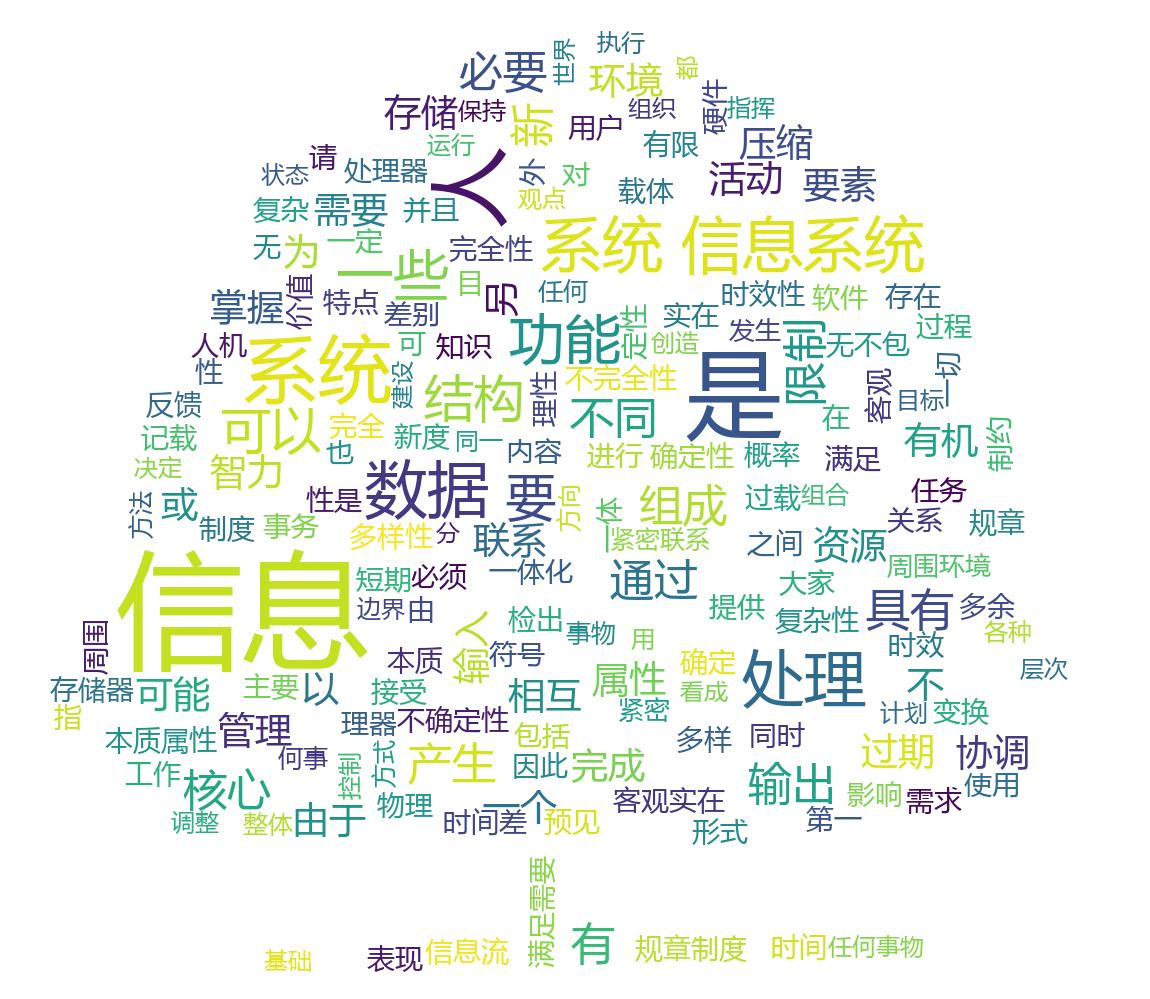 执行
必要
世界
环境
都
存储
保持
新
用户
组织
硬件
指挥
运行
有限
压缩
请
人
外
对
状态
处理器
载体
活动
要素
观点
复杂
需要
并且
无
为
一定
完全性
系统
信息系统
一些
目
另
任何
掌握
价值
特点
差别
时效性
软件
存在
功能
定性
实在
发生
限制
过程
人机
系统
可
知识
创造
无不包
性
建设
结构
理性
不完全性
是
客观
目标
一切
反馈
可以
完全
新度
同一
不同
在
有机
制约
记载
也
内容
进行
确定性
概率
满足
决定
智力
数据
要
方向
性是
组成
过载
组合
任务
方法
或
制度
事务
多样性
分
联系
一体
紧密联系
之间
资源
关系
规章
信息
短期
必须
一体化
通过
大家
周围环境
边界
由
检出
事物
提供
复杂性
具有
多余
周围
本质
输入
符号
用
确定
时效
各种
存储器
可能
主要
以
接受
相互
属性
看成
处理
不
层次
指
紧密
计划
变换
本质属性
管理
理器
不确定性
包括
多样
同时
过期
协调
何事
工作
核心
控制
方式
产生
因此
完成
输出
影响
需求
使用
物理
一个
客观实在
调整
整体
由于
时间差
预见
形式
第一
满足需要
有
基础
表现
信息流
规章制度
时间
任何事物